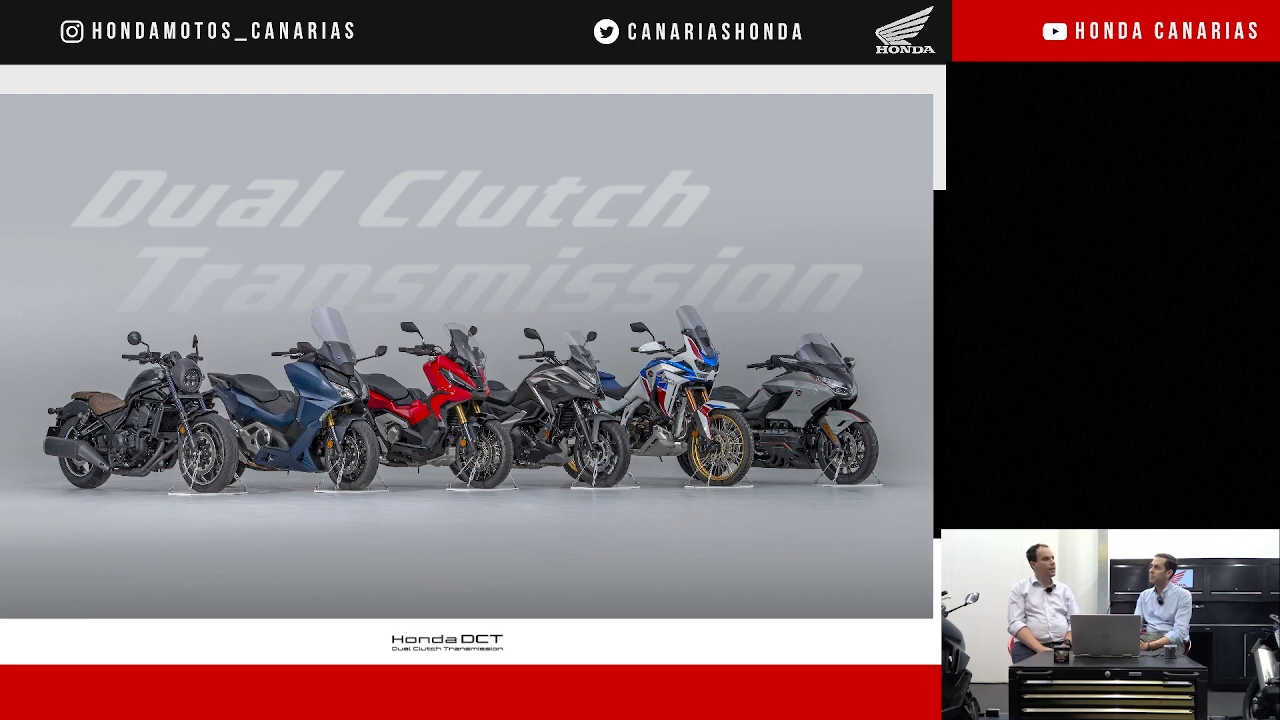 HONDAMOTOS_CANARIAS
CANARIASHONDA
HONDA
HONDA CANARIAS
Dual Clutch
Transmission
Honda DCT
Dual Clutch Transmission